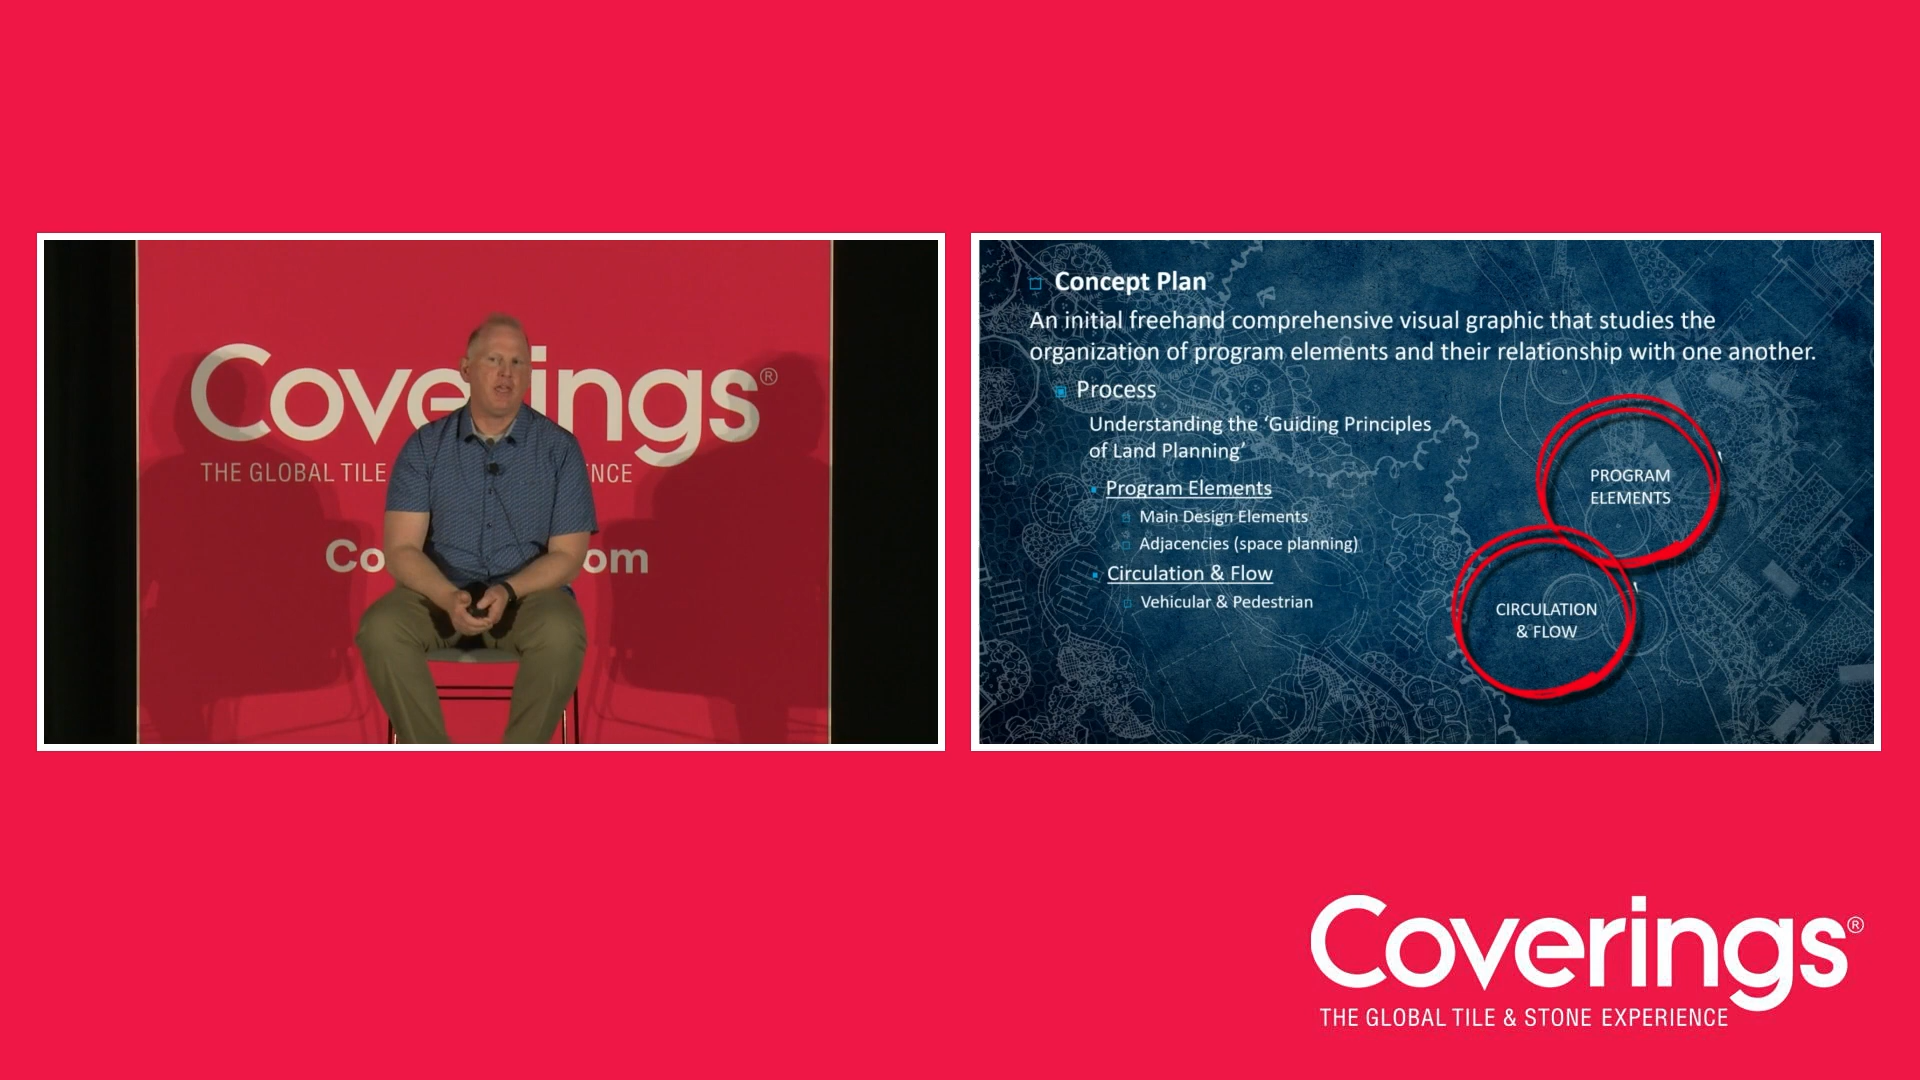 Coverings®
THE GLOBAL TILE
NCE
Co
om
Concept Plan
An initial freehand comprehensive visual graphic that studies the
organization of program elements and their relationship with one another.
Process
Understanding the ‘Guiding Principles
of Land Planning’
Program Elements
Main Design Elements
Adjacencies (space planning)
Circulation & Flow
Vehicular & Pedestrian
PROGRAM
ELEMENTS
CIRCULATION
& FLOW
Coverings®
THE GLOBAL TILE & STONE EXPERIENCE